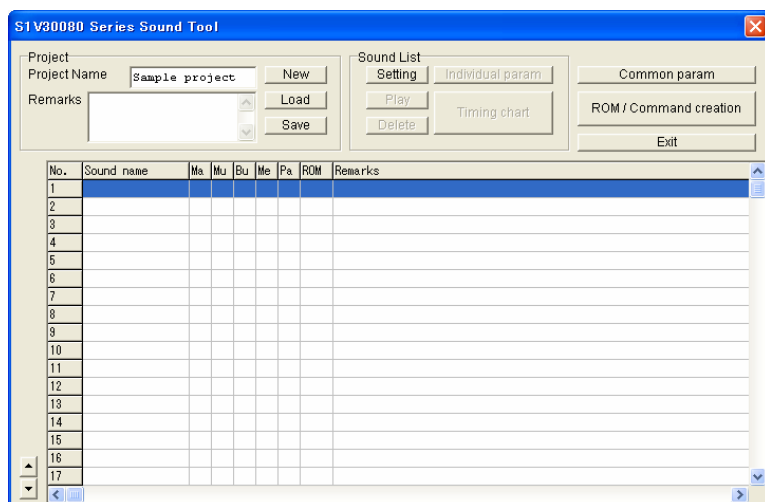 S1V30080 Series Sound Tool
Project
Project Name Sample project New
Remarks Load
Save
Sound List
Setting Individual param
Play Timing chart
Delete
Common param
ROM / Command creation
Exit
No. Sound name Ma Mu Bu Me Pa ROM Remarks
1
2
3
4
5
6
7
8
9
10
11
12
13
14
15
16
17